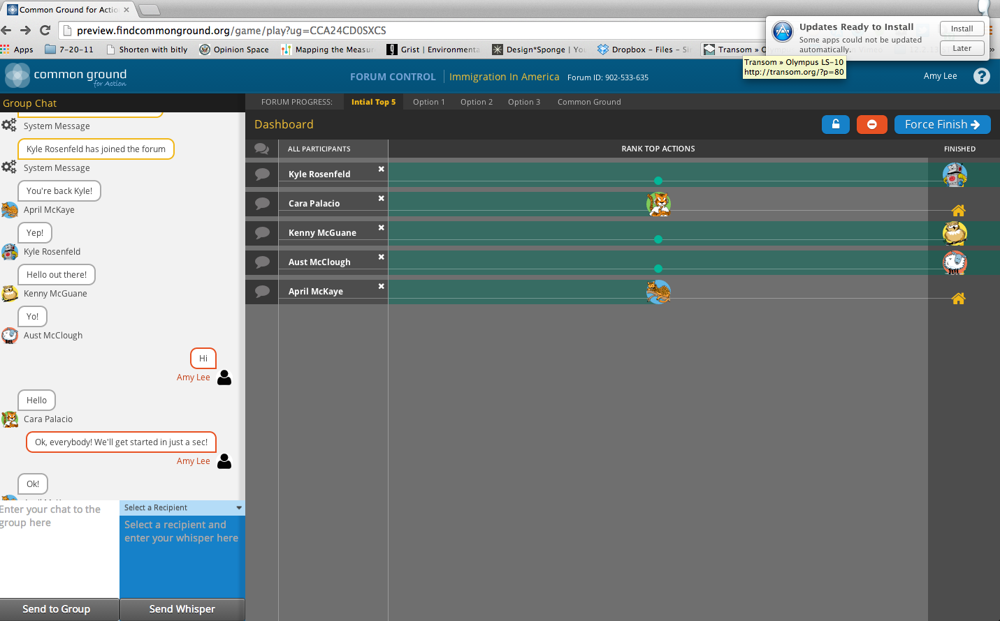 Common Ground for Actio
preview.findcommonground.org/game/play?ug=CCA24CD0SXCS
Updates Ready to Install
Some apps could not be updated
automatically.
Install
Later
Apps
7-20-11
Shorten with bitly
Opinion Space
Mapping the Measur
Grist | Environmenta
Design*Sponge | Yo
Dropbox – Files – Si
Transom » O
Transom » Olympus LS-10
http://transom.org/?p=80
common ground
for Action
FORUM CONTROL
Immigration In America
Forum ID: 902-533-635
Amy Lee
?
Group Chat
FORUM PROGRESS:
Intial Top 5
Option 1
Option 2
Option 3
Common Ground
System Message
Kyle Rosenfeld has joined the forum
System Message
You're back Kyle!
April McKaye
Yep!
Kyle Rosenfeld
Hello out there!
Kenny McGuane
Yo!
Aust McClough
Hi
Amy Lee
Hello
Cara Palacio
Ok, everybody! We'll get started in just a sec!
Amy Lee
Ok!
Enter your chat to the
group here
Select a Recipient
Select a recipient and
enter your whisper here
Send to Group
Send Whisper
Dashboard
Force Finish
ALL PARTICIPANTS
RANK TOP ACTIONS
FINISHED
Kyle Rosenfeld
Cara Palacio
Kenny McGuane
Aust McClough
April McKaye